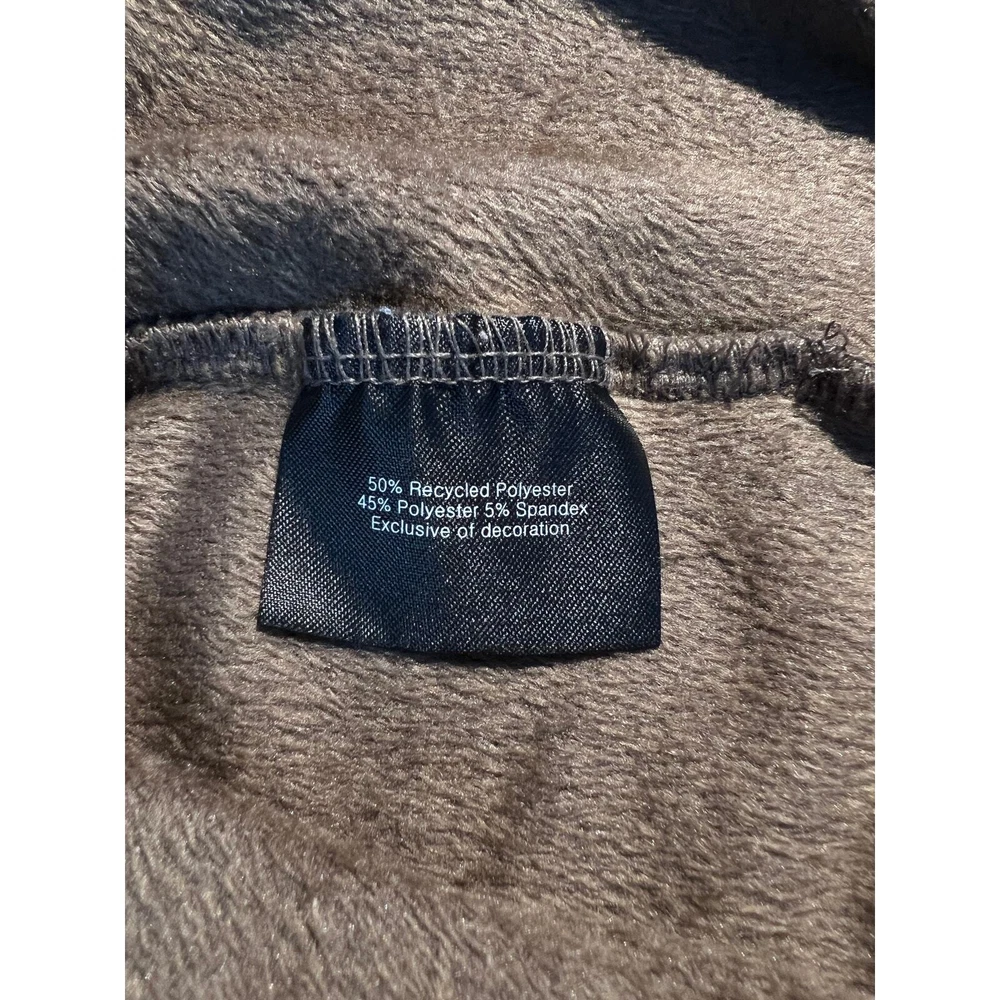 50% Recycled Polyester
45% Polyester 5% Spandex
Exclusive of decoration